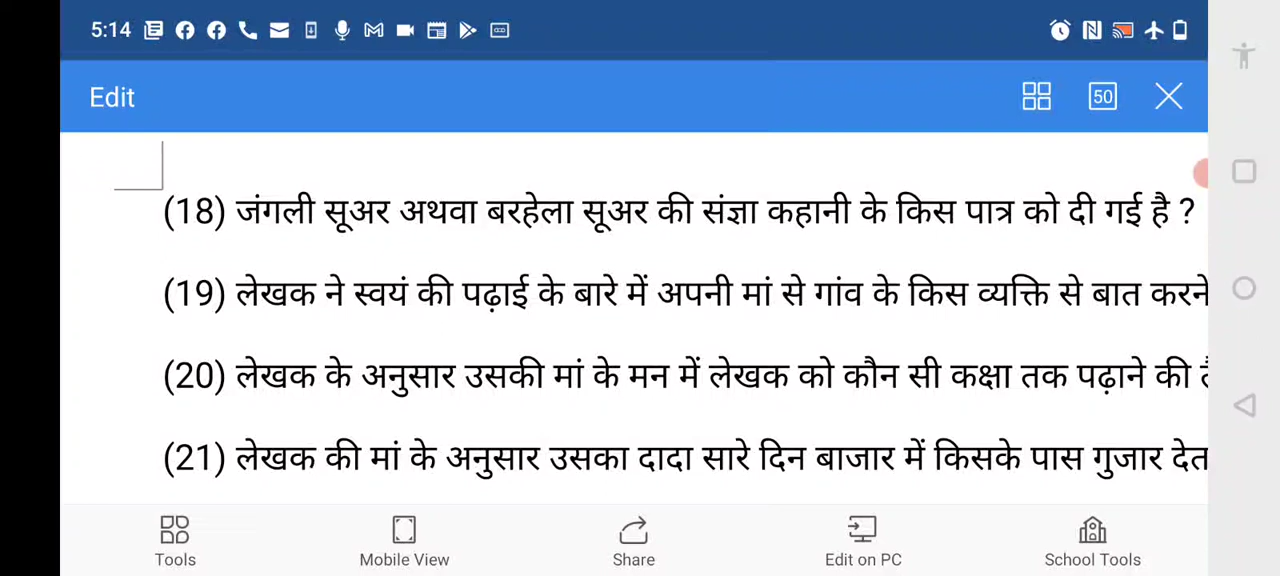 5:14
Edit
50
(18) जंगली सूअर अथवा बरहेला सूअर की संज्ञा कहानी के किस पात्र को दी गई है ?
(19) लेखक ने स्वयं की पढ़ाई के बारे में अपनी मां से गांव के किस व्यक्ति से बात करने
(20) लेखक के अनुसार उसकी मां के मन में लेखक को कौन सी कक्षा तक पढ़ाने की
(21) लेखक की मां के अनुसार उसका दादा सारे दिन बाजार में किसके पास गुजार देत
Tools Mobile View Share Edit on PC School Tools